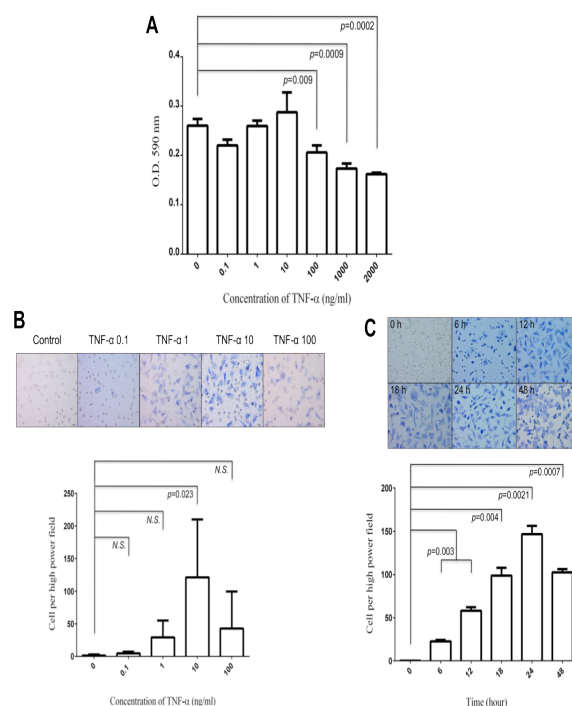 A
p=0.0002
p=0.0009
p=0.009
0.4
0.3
0.2
0.1
0.0
O.D. 590 nm
0 0.1 1 10 100 1000 2000
Concentration of TNF-α (ng/ml)
B
Control TNF-α 0.1 TNF-α 1 TNF-α 10 TNF-α 100
N.S.
p=0.023
N.S.
N.S.
250
200
150
100
50
0
Cell per high power field
0 0.1 1 10 100
Concentration of TNF-α (ng/ml)
C
0 h 6 h 12 h
18 h 24 h 48 h
p=0.0007
p=0.0021
p=0.004
p=0.003
200
150
100
50
0
Cell per high power field
0 6 12 18 24 48
Time (hour)